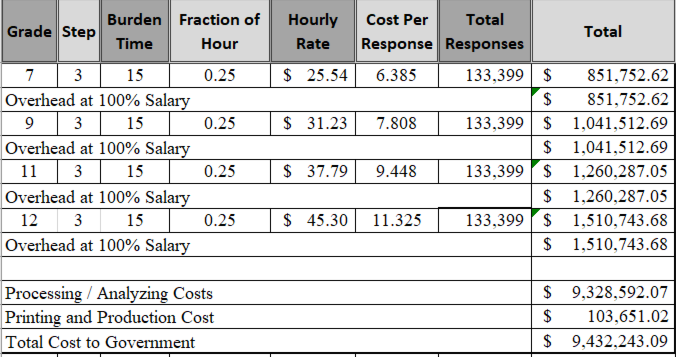 Grade Step Burden Time Fraction of Hour Hourly Rate Cost Per Response Total Responses Total
7 3 15 0.25 $ 25.54 6.385 133,399 $ 851,752.62
Overhead at 100% Salary $ 851,752.62
9 3 15 0.25 $ 31.23 7.808 133,399 $ 1,041,512.69
Overhead at 100% Salary $ 1,041,512.69
11 3 15 0.25 $ 37.79 9.448 133,399 $ 1,260,287.05
Overhead at 100% Salary $ 1,260,287.05
12 3 15 0.25 $ 45.30 11.325 133,399 $ 1,510,743.68
Overhead at 100% Salary $ 1,510,743.68
Processing / Analyzing Costs $ 9,328,592.07
Printing and Production Cost $ 103,651.02
Total Cost to Government $ 9,432,243.09